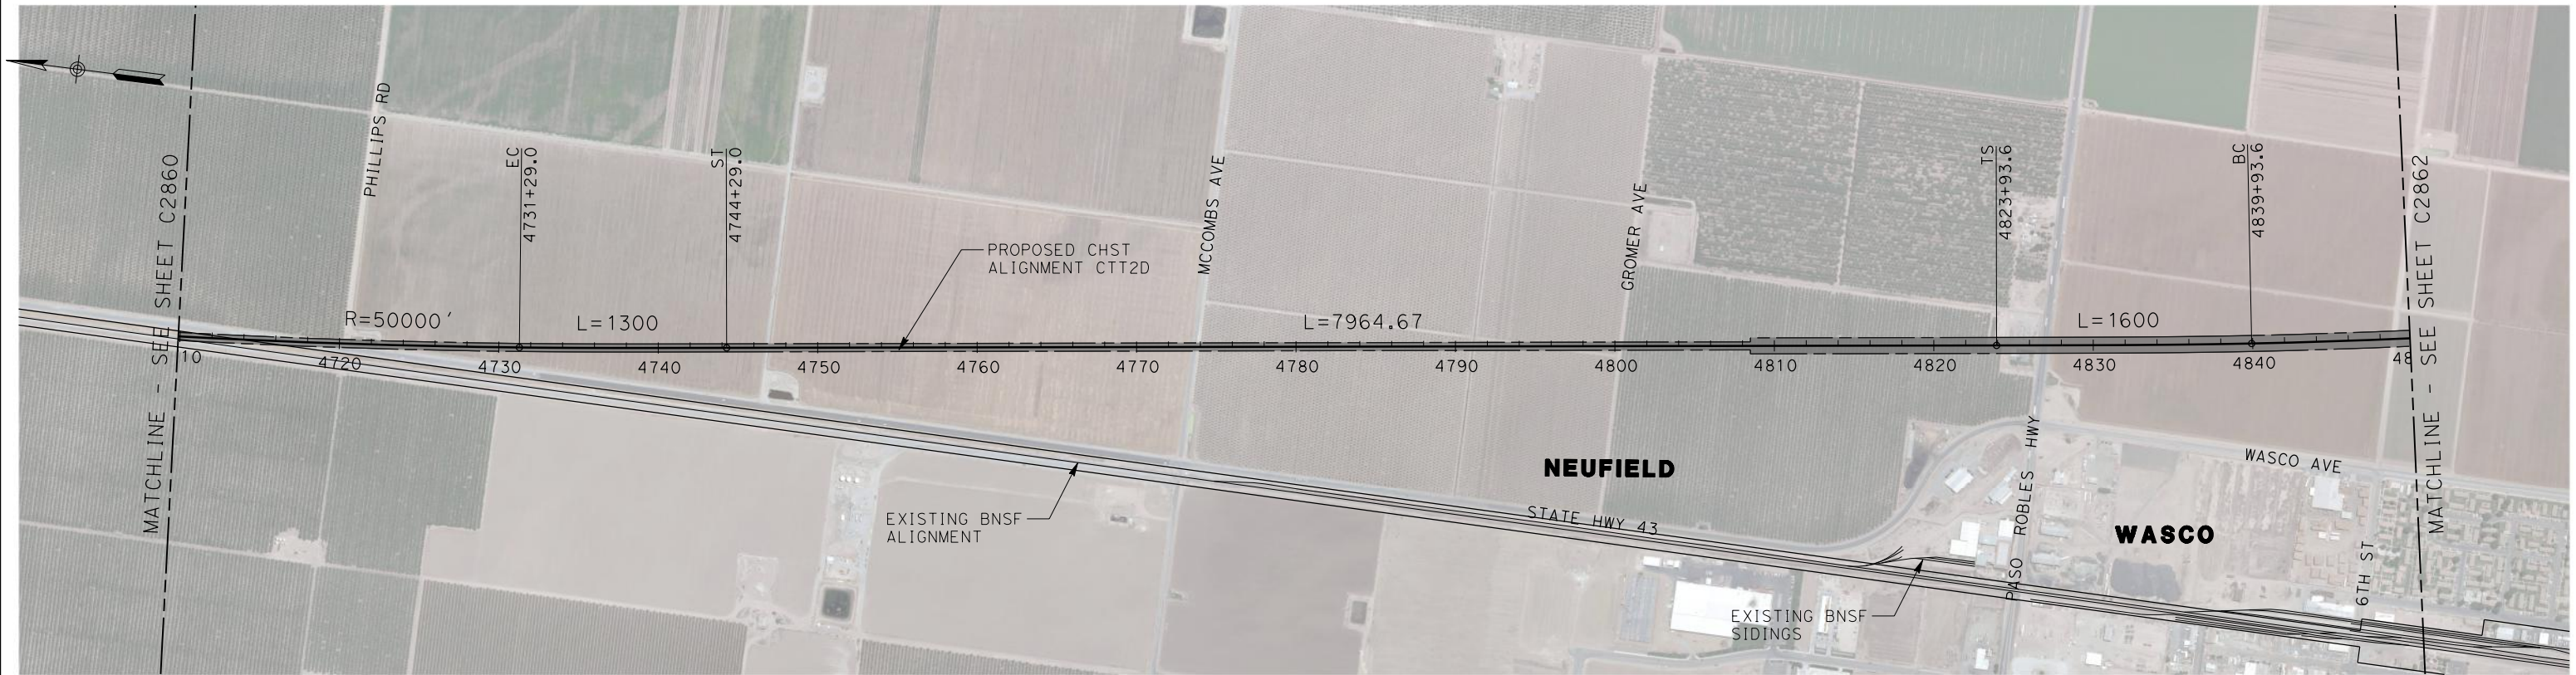 MATCHLINE - SEE SHEET C2860
PHILLIPS RD
EC
4731+29.0
ST
4744+29.0
PROPOSED CHST
ALIGNMENT CTT2D
MCCOMBS AVE
GROMER AVE
TS
4823+93.6
BC
4839+93.6
MATCHLINE - SEE SHEET C2862
R=50000'
L=1300
L=7964.67
L=1600
10
4720
4730
4740
4750
4760
4770
4780
4790
4800
4810
4820
4830
4840
48
NEUFIELD
WASCO AVE
PASO ROBLES HWY
EXISTING BNSF
ALIGNMENT
STATE HWY 43
WASCO
6TH ST
EXISTING BNSF
SIDINGS